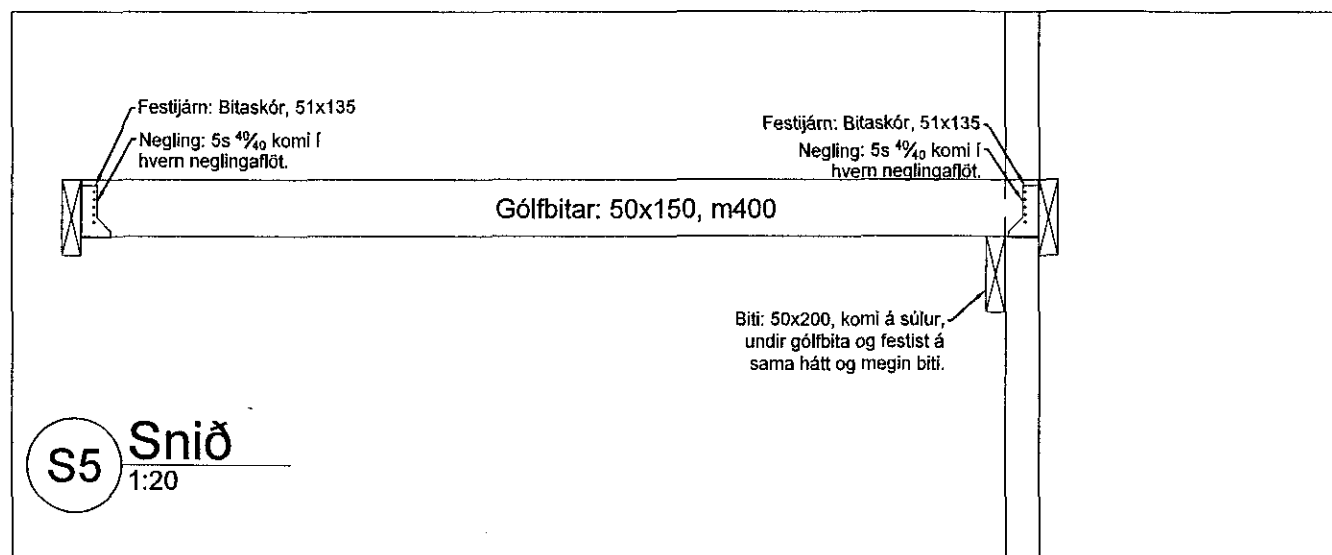 Festijárn: Bitaskór, 51x135
Negling: 5s 40/40 komi í
hvern neglingaflöt.
Festijárn: Bitaskór, 51x135
Negling: 5s 40/40 komi í
hvern neglingaflöt.
Gólfbitar: 50x150, m400
Biti: 50x200, komi á súlur,
undir gólfbita og festist á
sama hátt og megin biti.
S5
Snið
1:20